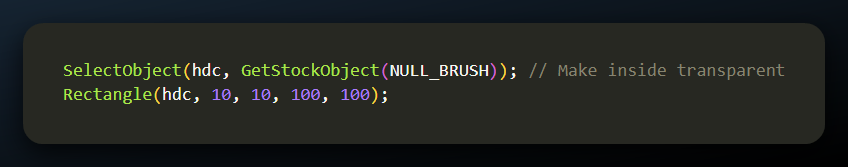 SelectObject(hdc, GetStockObject(NULL_BRUSH)); // Make inside transparent
Rectangle(hdc, 10, 10, 100, 100);